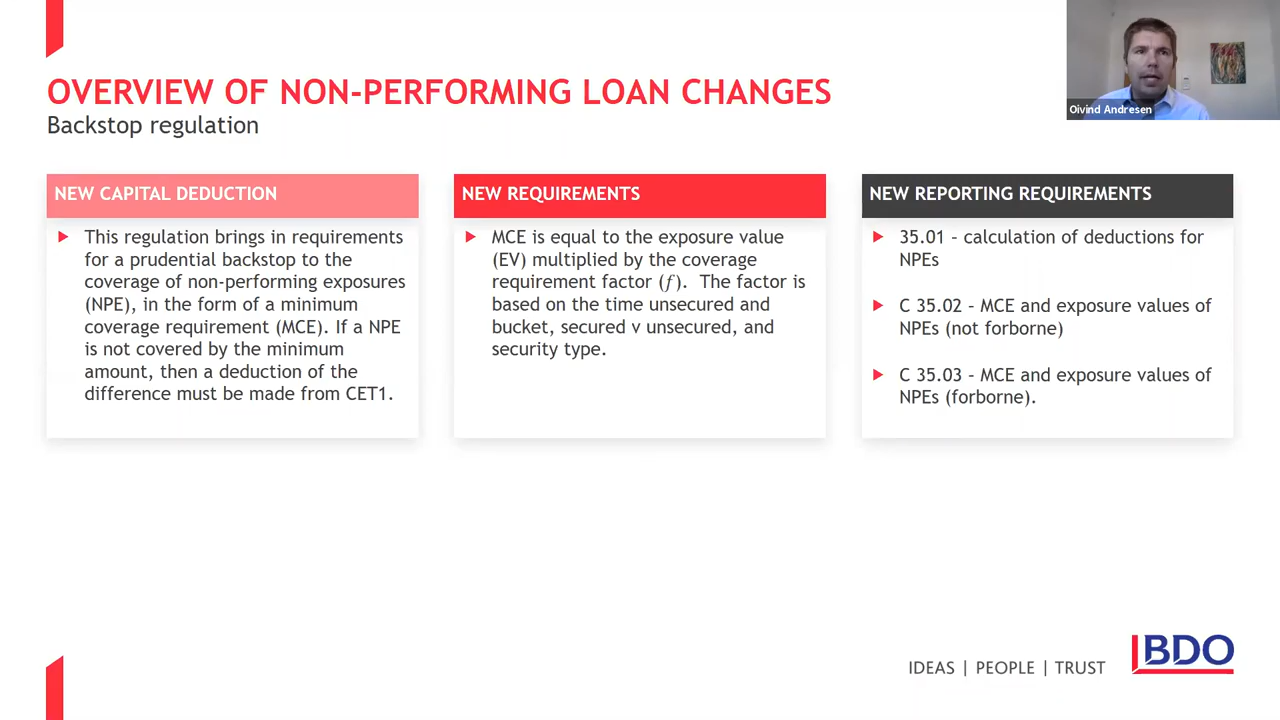 Oivind Andresen
OVERVIEW OF NON-PERFORMING LOAN CHANGES
Backstop regulation
NEW CAPITAL DEDUCTION
This regulation brings in requirements
for a prudential backstop to the
coverage of non-performing exposures
(NPE), in the form of a minimum
coverage requirement (MCE). If a NPE
is not covered by the minimum
amount, then a deduction of the
difference must be made from CET1.
NEW REQUIREMENTS
MCE is equal to the exposure value
(EV) multiplied by the coverage
requirement factor (f). The factor is
based on the time unsecured and
bucket, secured v unsecured, and
security type.
NEW REPORTING REQUIREMENTS
35.01 – calculation of deductions for
NPEs
C 35.02 – MCE and exposure values of
NPEs (not forborne)
C 35.03 – MCE and exposure values of
NPEs (forborne).
IDEAS | PEOPLE | TRUST
BDO